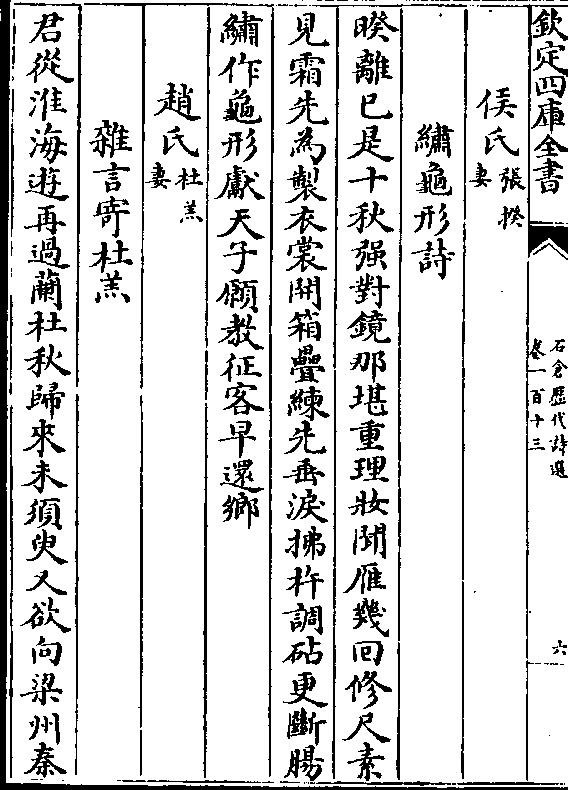 欽定四庫全書
石倉歷代詩選
卷一百十三
六
侯氏張揆妻
繡龜形詩
暌離已是十秋强對鏡那堪重理妝聞雁幾回修尺素
見霜先為製衣裳開箱疊練先垂淚拂杵調砧更斷腸
繡作龜形獻天子願教征客早還鄉
趙氏杜羔妻
雜言寄杜羔
君從淮海逰再過蘭杜秋歸來未須臾又欲向梁州秦